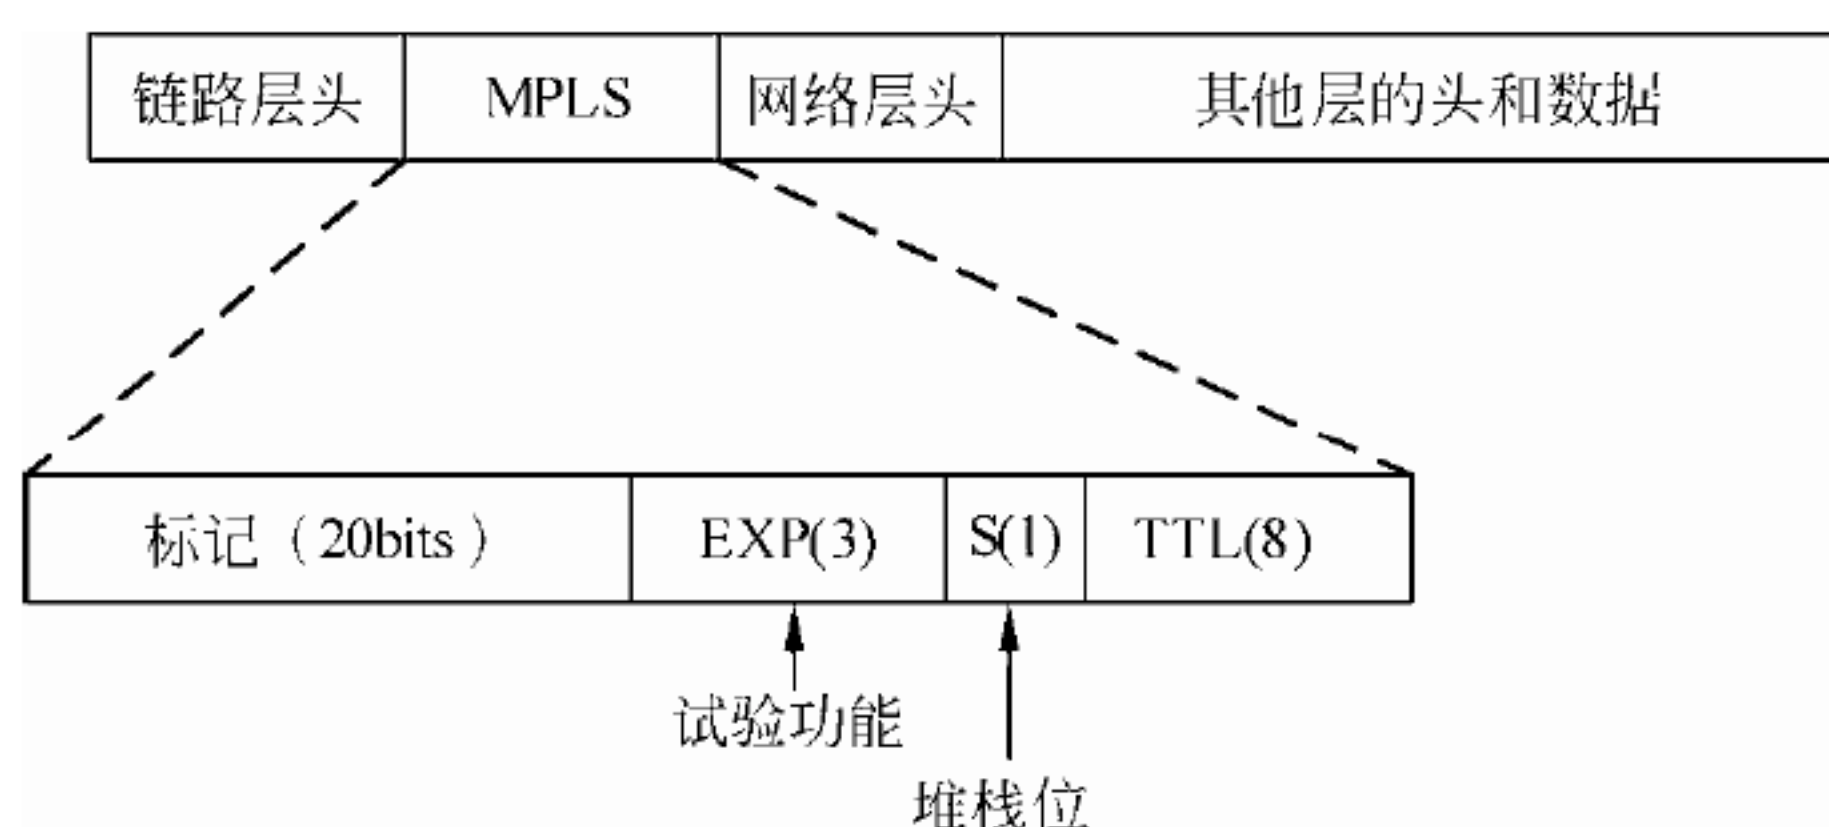 链路层头 MPLS 网络层头 其他层的头和数据
标记（20bits） EXP(3) S(1) TTL(8)
试验功能
堆栈位